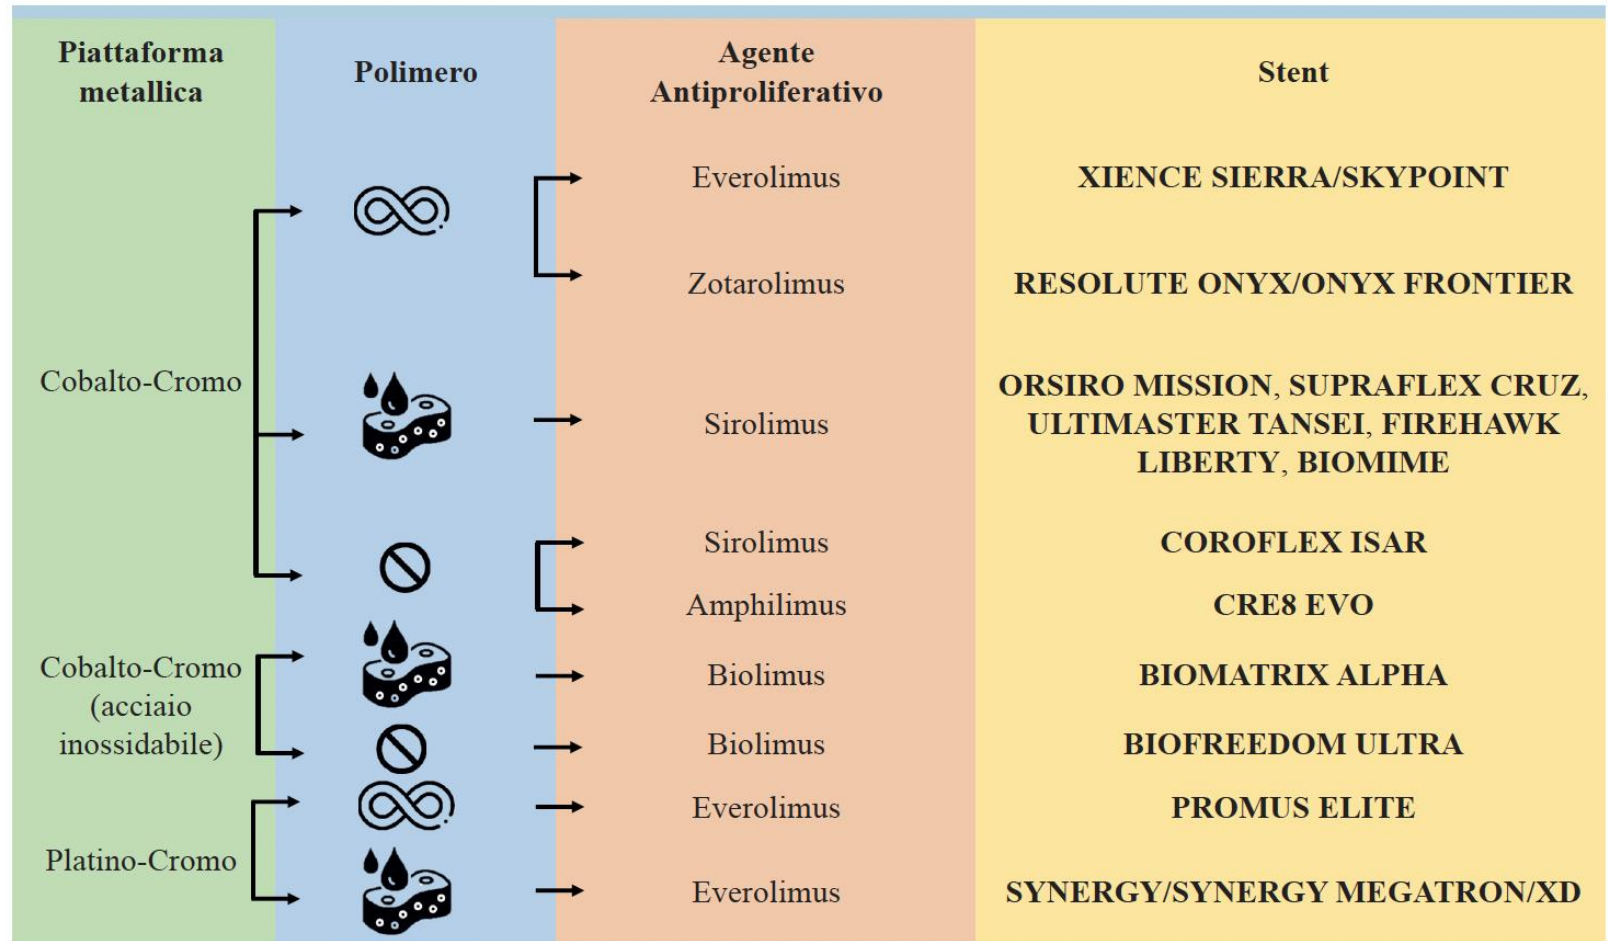 Piattaforma
metallica
Polimero
Agente
Antiproliferativo
Stent
Cobalto-Cromo
Everolimus
XIENCE SIERRA/SKYPOINT
Zotarolimus
RESOLUTE ONYX/ONYX FRONTIER
Sirolimus
ORSIRO MISSION, SUPRAFLEX CRUZ,
ULTIMASTER TANSEI, FIREHAWK
LIBERTY, BIOMIME
Sirolimus
COROFLEX ISAR
Amphilimus
CRE8 EVO
Cobalto-Cromo
(acciaio
inossidabile)
Biolimus
BIOMATRIX ALPHA
Biolimus
BIOFREEDOM ULTRA
Platino-Cromo
Everolimus
PROMUS ELITE
Everolimus
SYNERGY/SYNERGY MEGATRON/XD